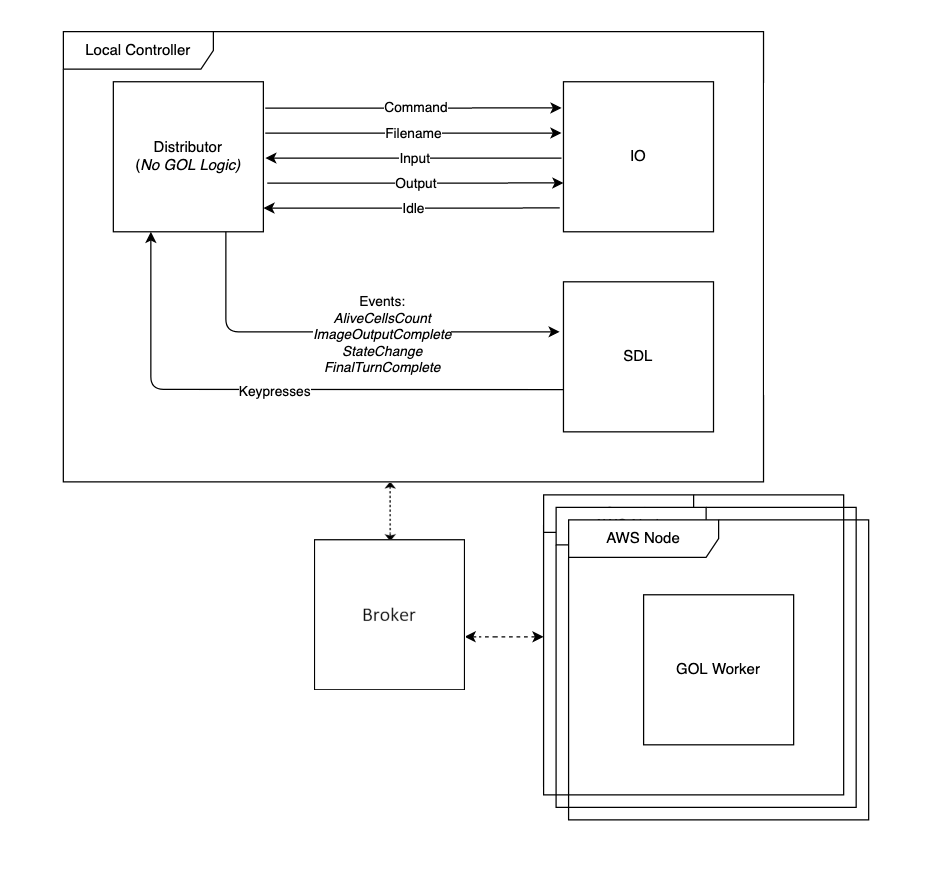 Local Controller
Distributor
(No GOL Logic)
Command
Filename
Input
Output
Idle
IO
Events:
AliveCellsCount
ImageOutputComplete
StateChange
FinalTurnComplete
SDL
Keypresses
AWS Node
Broker
GOL Worker